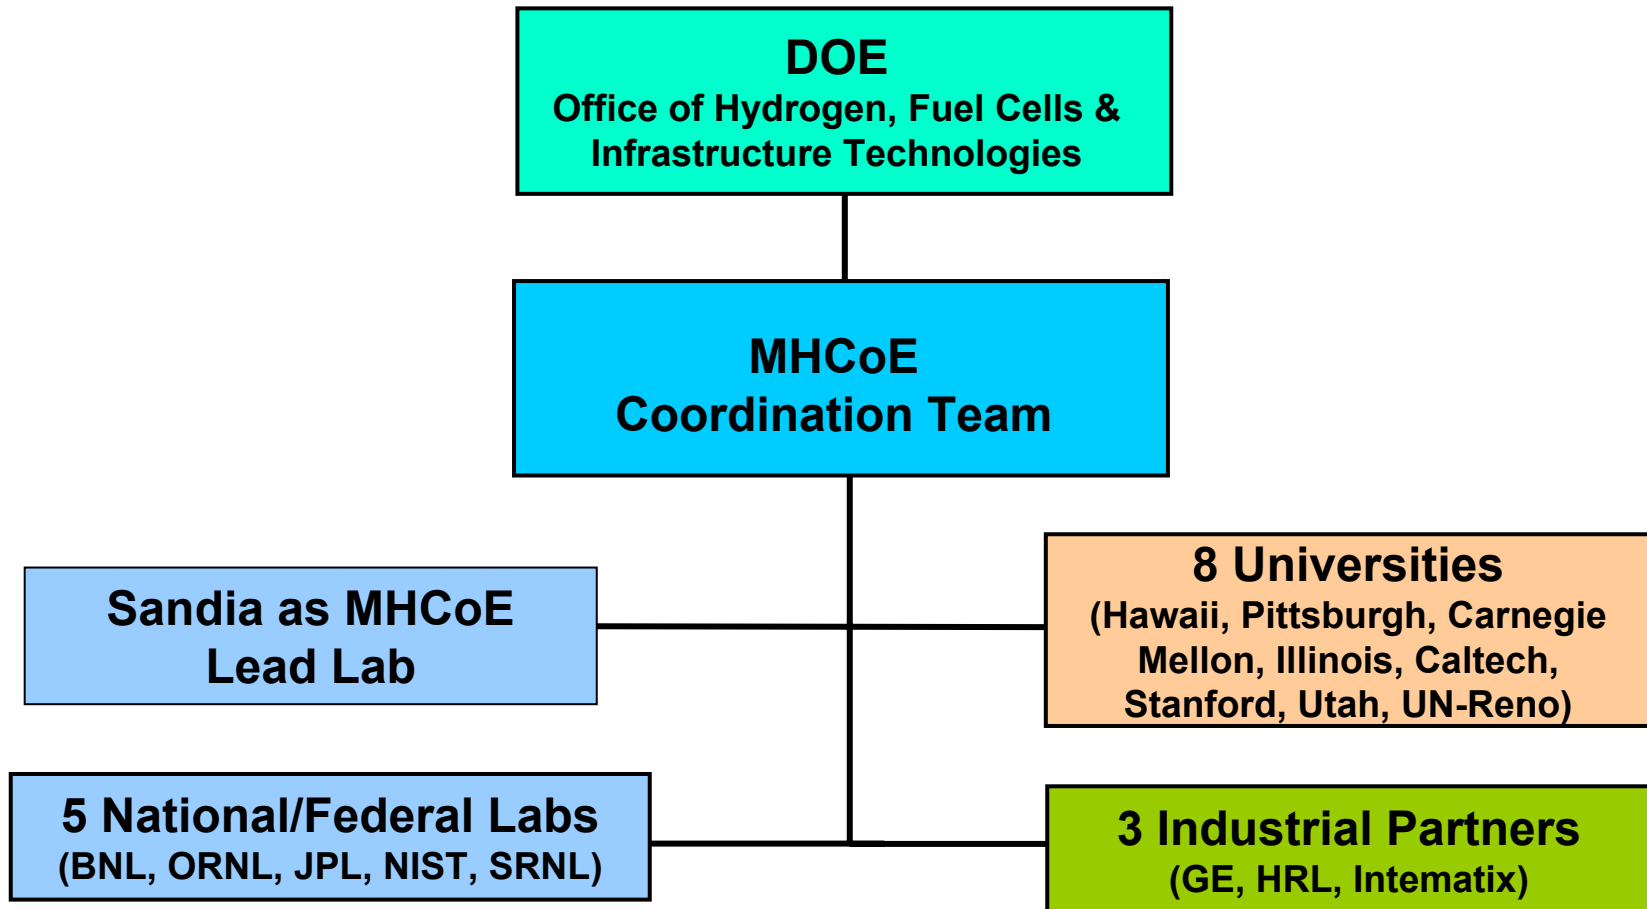 DOE
Office of Hydrogen, Fuel Cells &
Infrastructure Technologies
MHCoE
Coordination Team
Sandia as MHCoE
Lead Lab
8 Universities
(Hawaii, Pittsburgh, Carnegie
Mellon, Illinois, Caltech,
Stanford, Utah, UN-Reno)
5 National/Federal Labs
(BNL, ORNL, JPL, NIST, SRNL)
3 Industrial Partners
(GE, HRL, Intematix)